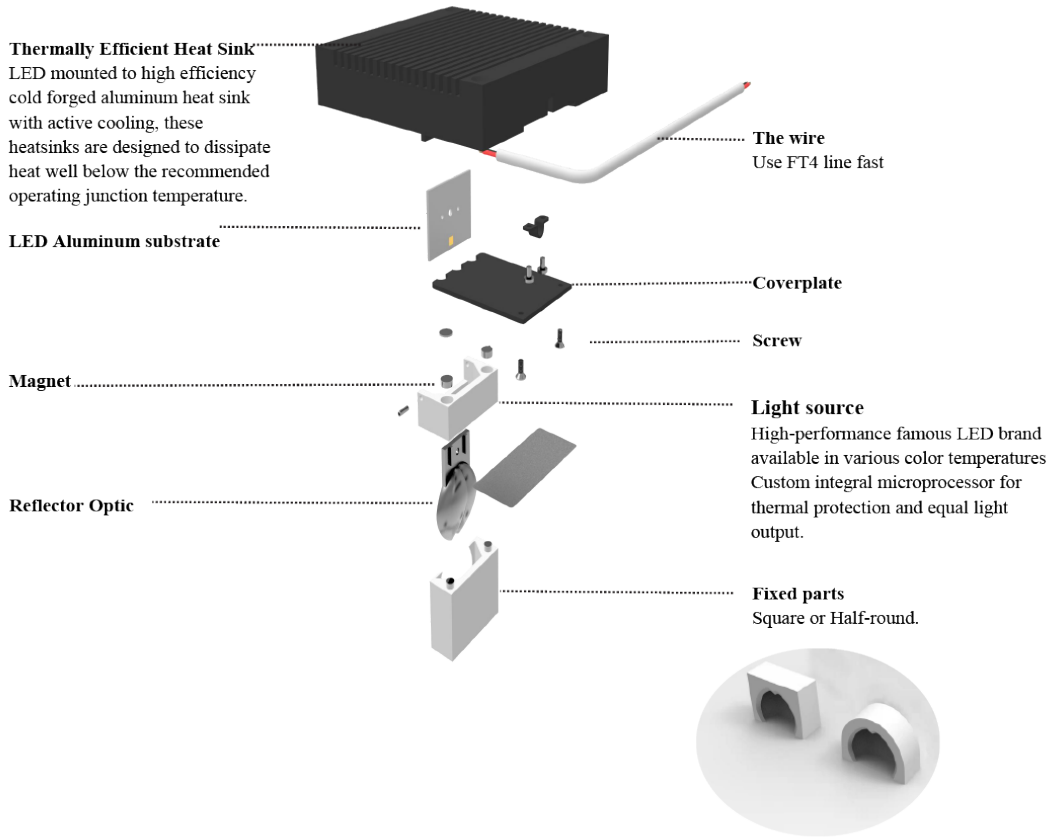 Thermally Efficient Heat Sink
LED mounted to high efficiency
cold forged aluminum heat sink
with active cooling, these
heatsinks are designed to dissipate
heat well below the recommended
operating junction temperature.
LED Aluminum substrate
Magnet
Reflector Optic
The wire
Use FT4 line fast
Coverplate
Screw
Light source
High-performance famous LED brand
available in various color temperatures
Custom integral microprocessor for
thermal protection and equal light
output.
Fixed parts
Square or Half-round.